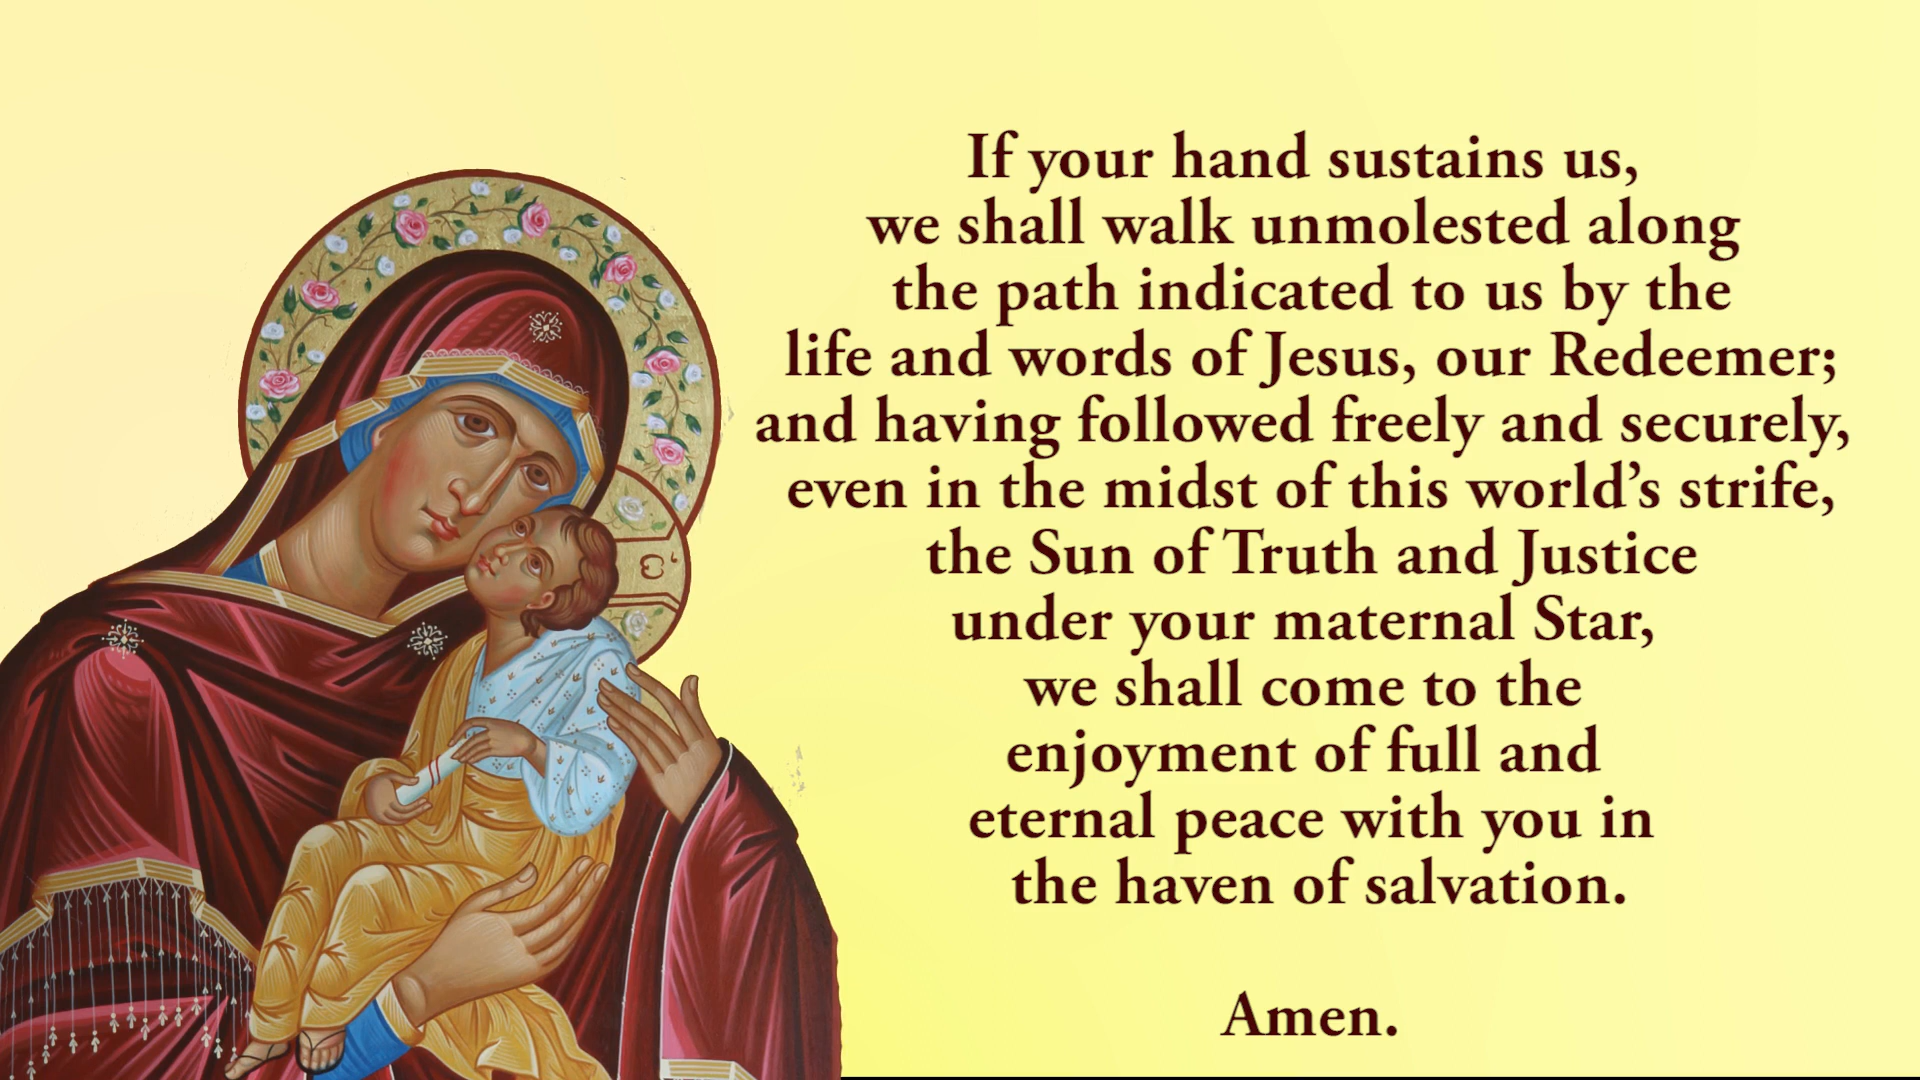 If your hand sustains us,
we shall walk unmolested along
the path indicated to us by the
life and words of Jesus, our Redeemer;
and having followed freely and securely,
even in the midst of this world’s strife,
the Sun of Truth and Justice
under your maternal Star,
we shall come to the
enjoyment of full and
eternal peace with you in
the haven of salvation.
Amen.